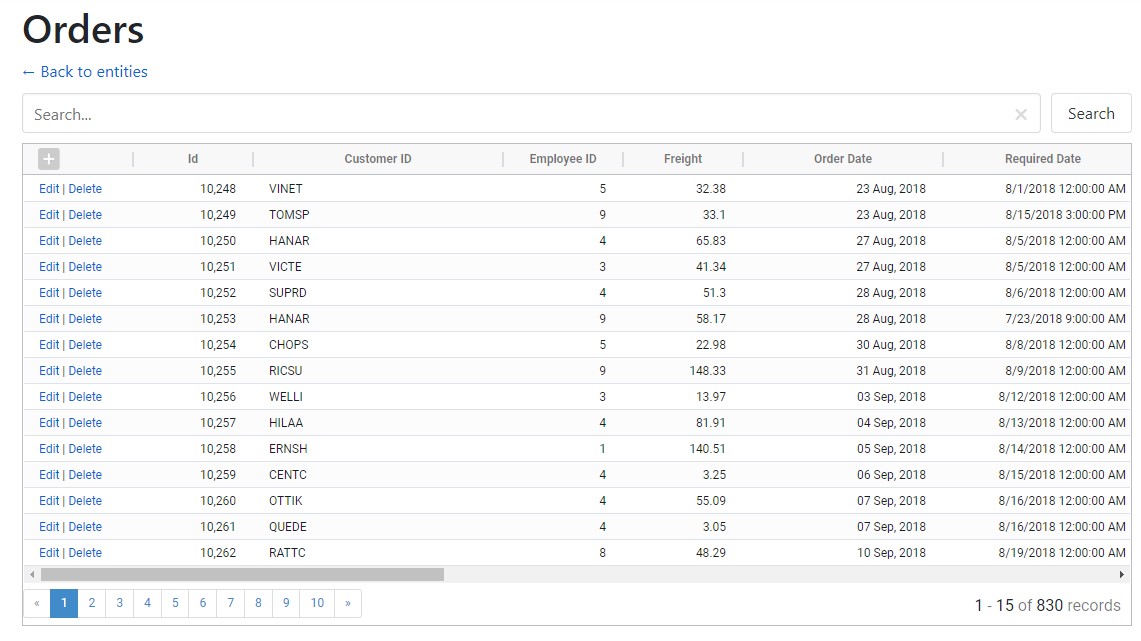 Orders
← Back to entities
Search... × Search
+ Id Customer ID Employee ID Freight Order Date Required Date
Edit | Delete 10,248 VINET 5 32.38 23 Aug, 2018 8/1/2018 12:00:00 AM
Edit | Delete 10,249 TOMSP 9 33.1 23 Aug, 2018 8/15/2018 3:00:00 PM
Edit | Delete 10,250 HANAR 4 65.83 27 Aug, 2018 8/5/2018 12:00:00 AM
Edit | Delete 10,251 VICTE 3 41.34 27 Aug, 2018 8/5/2018 12:00:00 AM
Edit | Delete 10,252 SUPRD 4 51.3 28 Aug, 2018 8/6/2018 12:00:00 AM
Edit | Delete 10,253 HANAR 9 58.17 28 Aug, 2018 7/23/2018 9:00:00 AM
Edit | Delete 10,254 CHOPS 5 22.98 30 Aug, 2018 8/8/2018 12:00:00 AM
Edit | Delete 10,255 RICSU 9 148.33 31 Aug, 2018 8/9/2018 12:00:00 AM
Edit | Delete 10,256 WELLI 3 13.97 03 Sep, 2018 8/12/2018 12:00:00 AM
Edit | Delete 10,257 HILAA 4 81.91 04 Sep, 2018 8/13/2018 12:00:00 AM
Edit | Delete 10,258 ERNSH 1 140.51 05 Sep, 2018 8/14/2018 12:00:00 AM
Edit | Delete 10,259 CENTC 4 3.25 06 Sep, 2018 8/15/2018 12:00:00 AM
Edit | Delete 10,260 OTTIK 4 55.09 07 Sep, 2018 8/16/2018 12:00:00 AM
Edit | Delete 10,261 QUEDE 4 3.05 07 Sep, 2018 8/16/2018 12:00:00 AM
Edit | Delete 10,262 RATTC 8 48.29 10 Sep, 2018 8/19/2018 12:00:00 AM
« 1 2 3 4 5 6 7 8 9 10 » 1 - 15 of 830 records